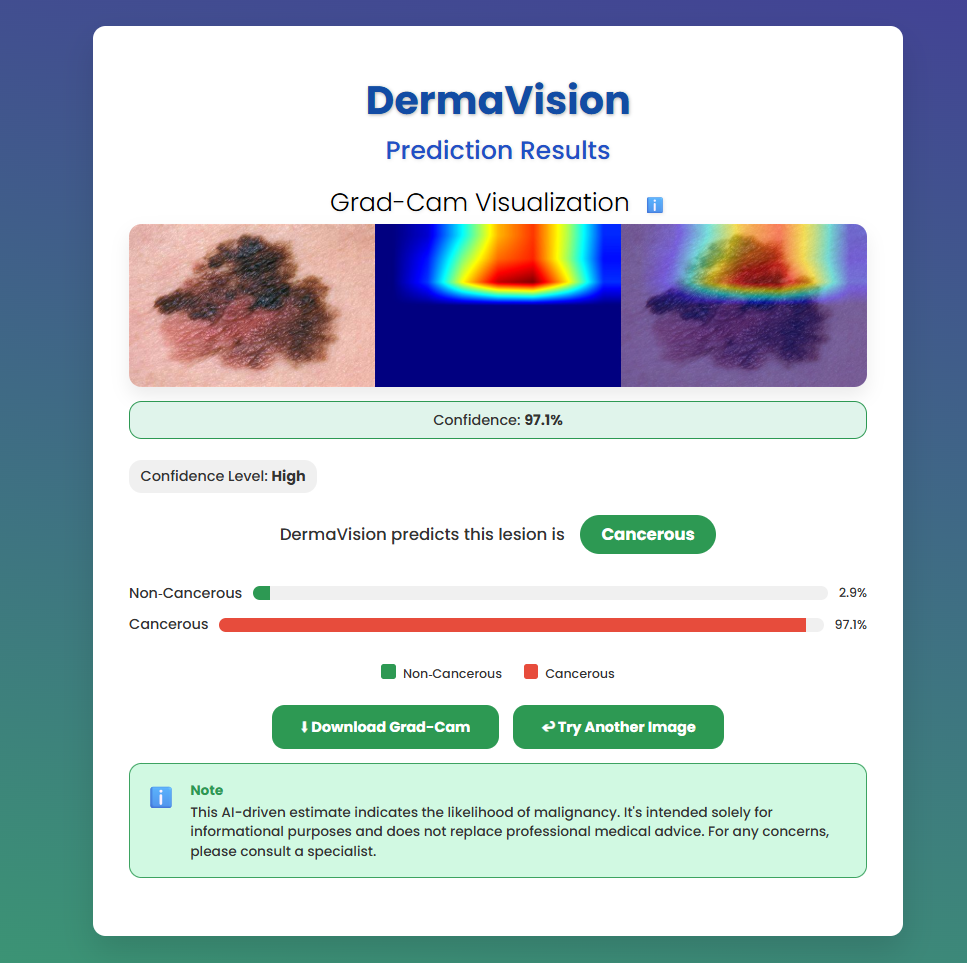 DermaVision
Prediction Results
Grad-Cam Visualization ℹ️
Confidence: 97.1%
Confidence Level: High
DermaVision predicts this lesion is Cancerous
Non-Cancerous 2.9%
Cancerous 97.1%
Non-Cancerous Cancerous
⬇ Download Grad-Cam ↩ Try Another Image
ℹ️ Note
This AI-driven estimate indicates the likelihood of malignancy. It's intended solely for
informational purposes and does not replace professional medical advice. For any concerns,
please consult a specialist.